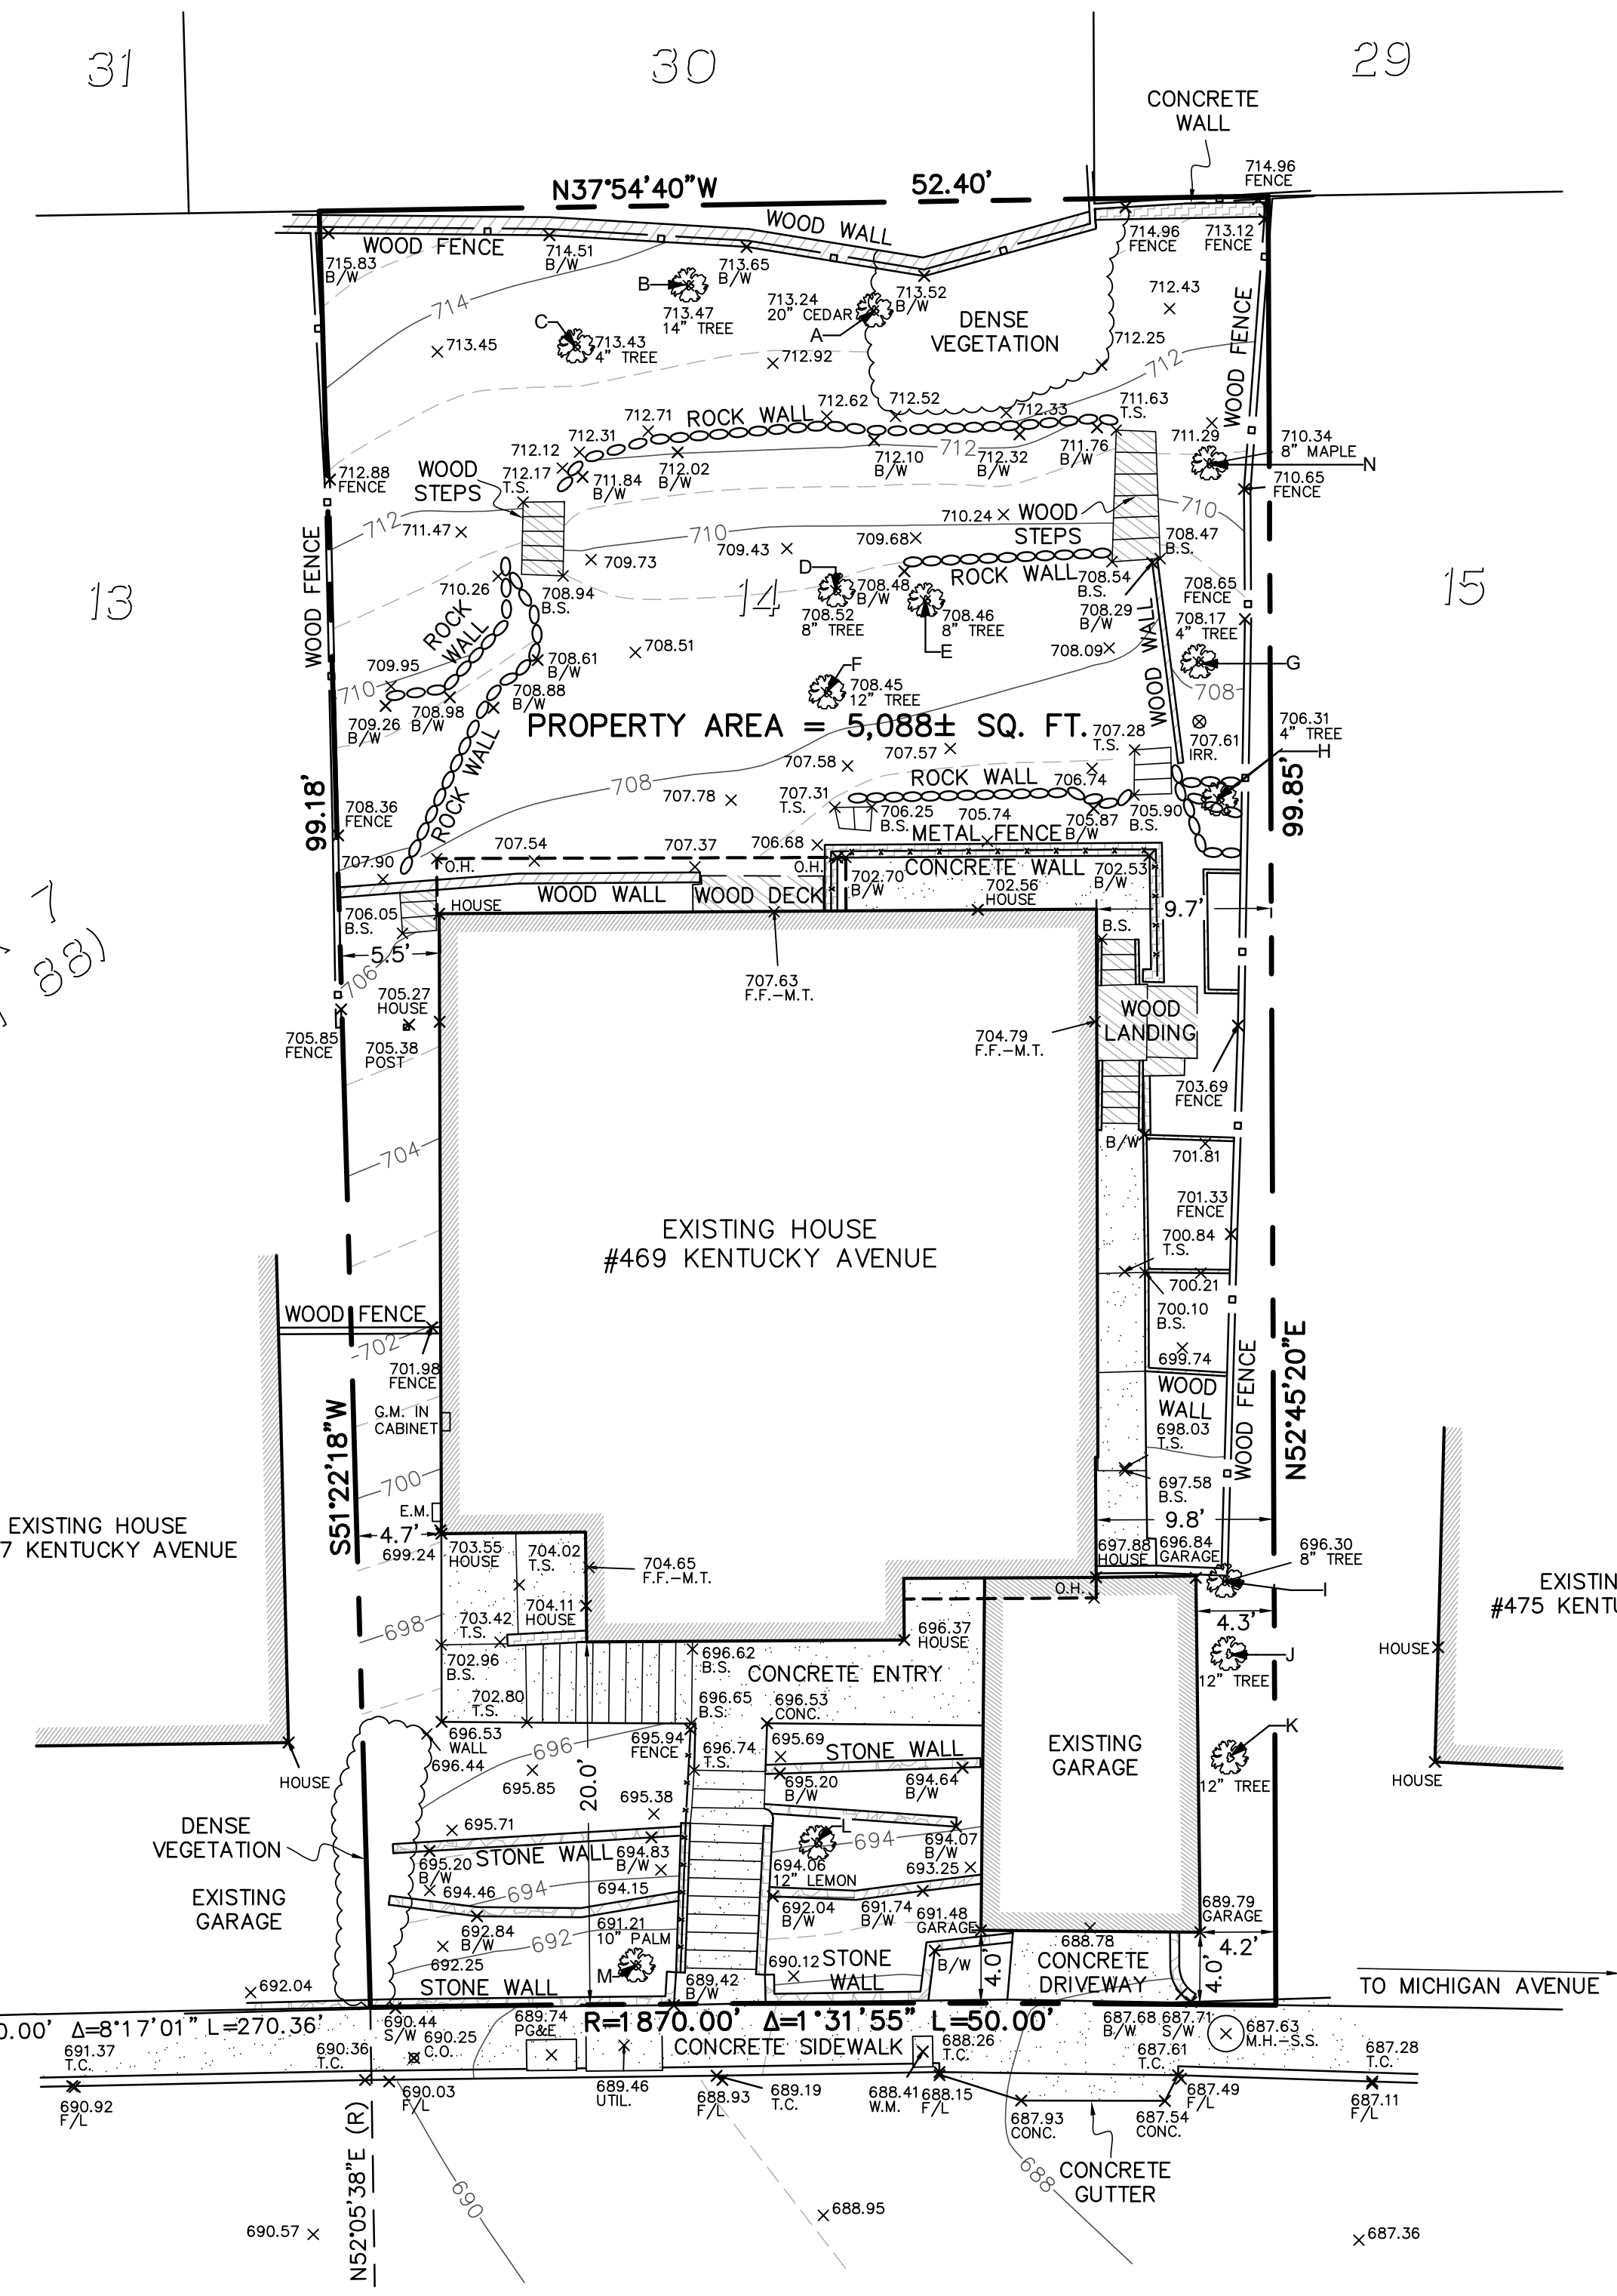 31
30
29
CONCRETE
WALL
714.96
FENCE
N37°54'40"W
52.40'
WOOD WALL
WOOD FENCE
715.83
B/W
714.51
B/W
713.65
B/W
714.96
FENCE
713.12
FENCE
714
B
713.47
14" TREE
713.24
20" CEDAR
A
713.52
B/W
DENSE
VEGETATION
712.43
C
713.43
4" TREE
713.45
712.92
712.25
712
WOOD FENCE
712.71
ROCK WALL
712.62
712.52
712.33
711.63
T.S.
712.31
712.12
712.17
T.S.
WOOD
STEPS
712.88
FENCE
711.84
B/W
712.02
B/W
712.10
B/W
712
712.32
B/W
711.76
B/W
711.29
710.34
8" MAPLE
N
710.65
FENCE
712
711.47
709.73
710
709.43
709.68
710.24
WOOD
STEPS
710
708.47
B.S.
WOOD FENCE
13
710.26
708.94
B.S.
14
D
708.52
8" TREE
708.48
B/W
ROCK WALL
708.46
8" TREE
E
708.54
B.S.
708.29
B/W
708.65
FENCE
708.17
4" TREE
15
ROCK
WALL
709.95
710
708.61
B/W
708.51
708.09
WOOD WALL
G
708
F
708.45
12" TREE
709.26
B/W
708.98
B/W
708.88
B/W
PROPERTY AREA = 5,088± SQ. FT.
706.31
4" TREE
H
ROCK WALL
707.28
T.S.
707.61
IRR.
707.57
707.58
708
ROCK WALL
706.74
707.78
707.31
T.S.
706.25
B.S.
705.74
705.87
B/W
705.90
B.S.
99.18'
99.85'
708.36
FENCE
METAL FENCE
707.90
O.H.
707.54
707.37
706.68
O.H.
CONCRETE WALL
702.70
B/W
702.56
HOUSE
702.53
B/W
706.05
B.S.
HOUSE
WOOD WALL
WOOD DECK
9.7'
B.S.
7
88)
5.5'
706
705.27
HOUSE
707.63
F.F.-M.T.
WOOD
LANDING
704.79
F.F.-M.T.
705.85
FENCE
705.38
POST
703.69
FENCE
704
B/W
701.81
EXISTING HOUSE
#469 KENTUCKY AVENUE
701.33
FENCE
700.84
T.S.
700.21
700.10
B.S.
WOOD FENCE
702
701.98
FENCE
699.74
WOOD
WALL
WOOD FENCE
N52°45'20"E
S51°22'18"W
G.M. IN
CABINET
698.03
T.S.
700
697.58
B.S.
E.M.
4.7'
699.24
9.8'
EXISTING HOUSE
7 KENTUCKY AVENUE
703.55
HOUSE
704.02
T.S.
704.65
F.F.-M.T.
697.88
HOUSE
696.84
GARAGE
696.30
8" TREE
I
O.H.
EXISTIN
#475 KENTU
698
703.42
T.S.
704.11
HOUSE
696.37
HOUSE
4.3'
J
12" TREE
HOUSE
702.96
B.S.
702.80
T.S.
696.62
B.S.
CONCRETE ENTRY
696.65
B.S.
696.53
CONC.
696.53
WALL
696.44
696
695.94
FENCE
696.74
T.S.
695.69
STONE WALL
EXISTING
GARAGE
K
12" TREE
HOUSE
HOUSE
695.85
20.0'
695.38
695.20
B/W
694.64
B/W
DENSE
VEGETATION
695.71
STONE WALL
695.20
B/W
694.83
B/W
L
694
694.07
B/W
694.06
12" LEMON
693.25
EXISTING
GARAGE
694.46
694
694.15
692.84
B/W
692.25
692
691.21
10" PALM
M
692.04
B/W
691.74
B/W
691.48
GARAGE
689.79
GARAGE
688.78
4.2'
690.12
STONE
WALL
B/W
4.0'
CONCRETE
DRIVEWAY
4.0'
692.04
STONE WALL
689.42
B/W
TO MICHIGAN AVENUE
0.00' Δ=8°17'01" L=270.36'
690.44
S/W
689.74
PG&E
R=1870.00' Δ=1°31'55" L=50.00'
687.68
B/W
687.71
S/W
687.63
M.H.-S.S.
691.37
T.C.
690.36
T.C.
690.25
C.O.
CONCRETE SIDEWALK
688.26
T.C.
687.61
T.C.
687.28
T.C.
690.92
F/L
690.03
F/L
689.46
UTIL.
688.93
F/L
689.19
T.C.
688.41
W.M.
688.15
F/L
687.93
CONC.
687.54
CONC.
687.49
F/L
687.11
F/L
N52°05'38"E (R)
690
688
CONCRETE
GUTTER
690.57
688.95
687.36